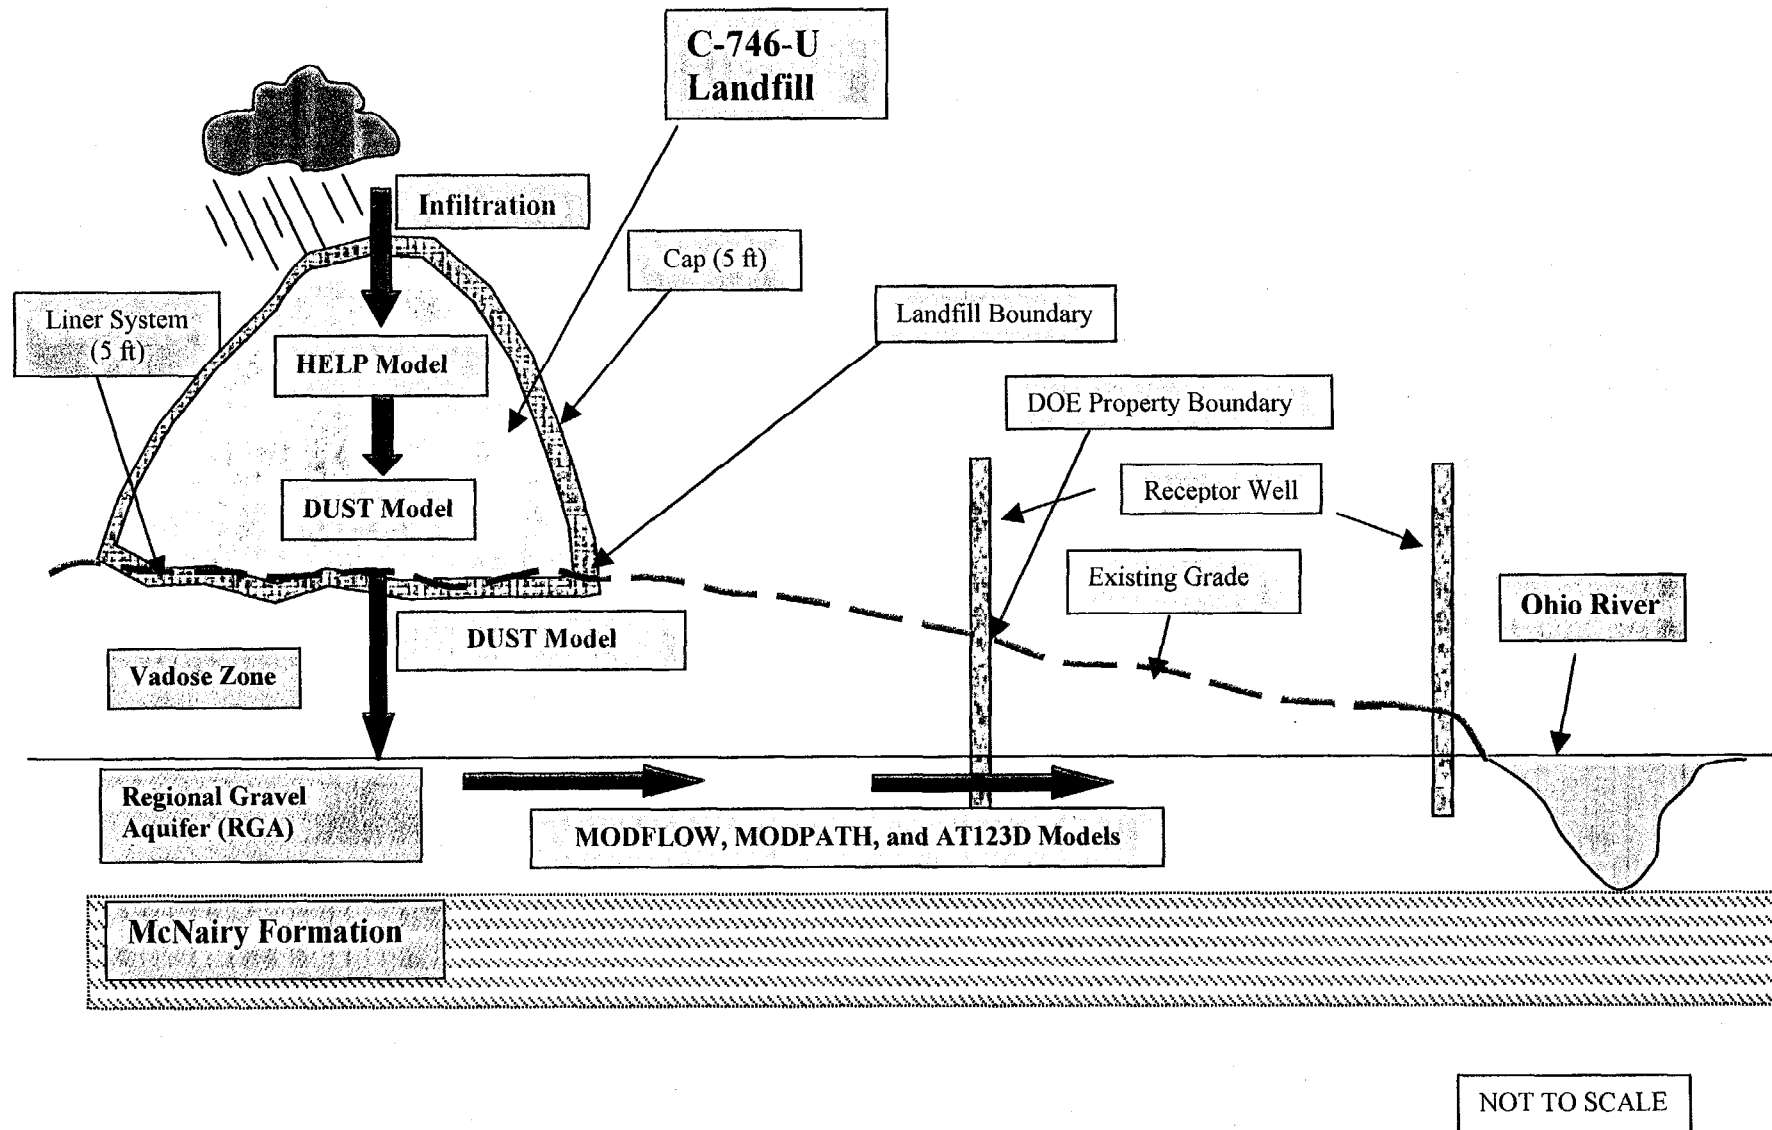 C-746-U
Landfill
Infiltration
Cap (5 ft)
Liner System
(5 ft)
Landfill Boundary
HELP Model
DOE Property Boundary
Receptor Well
DUST Model
Existing Grade
Ohio River
DUST Model
Vadose Zone
Regional Gravel
Aquifer (RGA)
MODFLOW, MODPATH, and AT123D Models
McNairy Formation
NOT TO SCALE